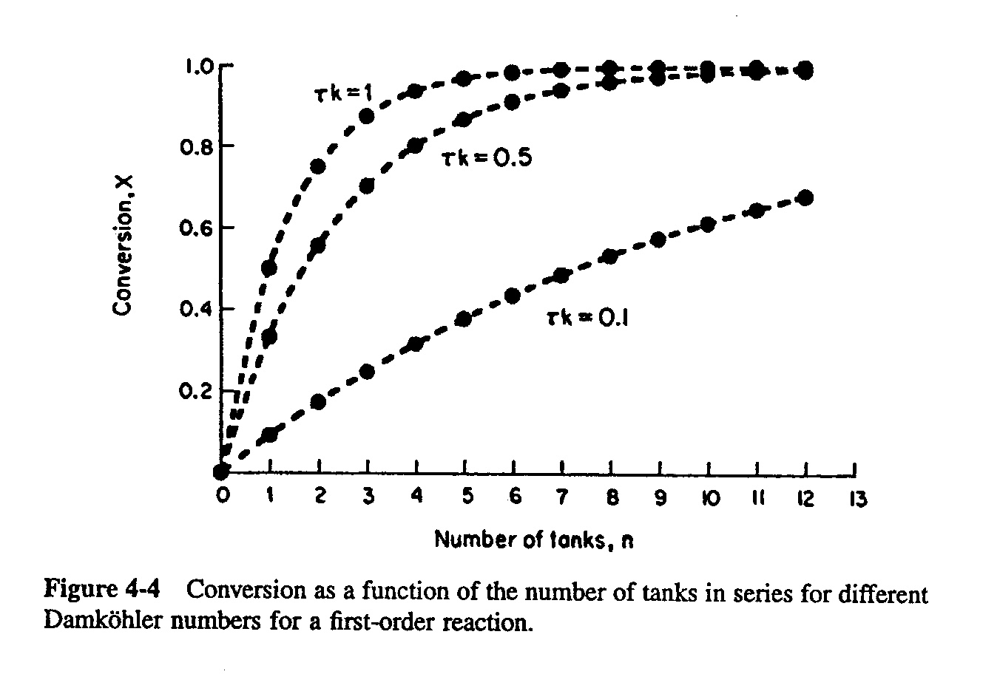 1.0
τk=1
0.8
τk=0.5
Conversion, X
0.6
0.4
τk=0.1
0.2
0 1 2 3 4 5 6 7 8 9 10 11 12 13
Number of tanks, n
Figure 4-4 Conversion as a function of the number of tanks in series for different
Damköhler numbers for a first-order reaction.